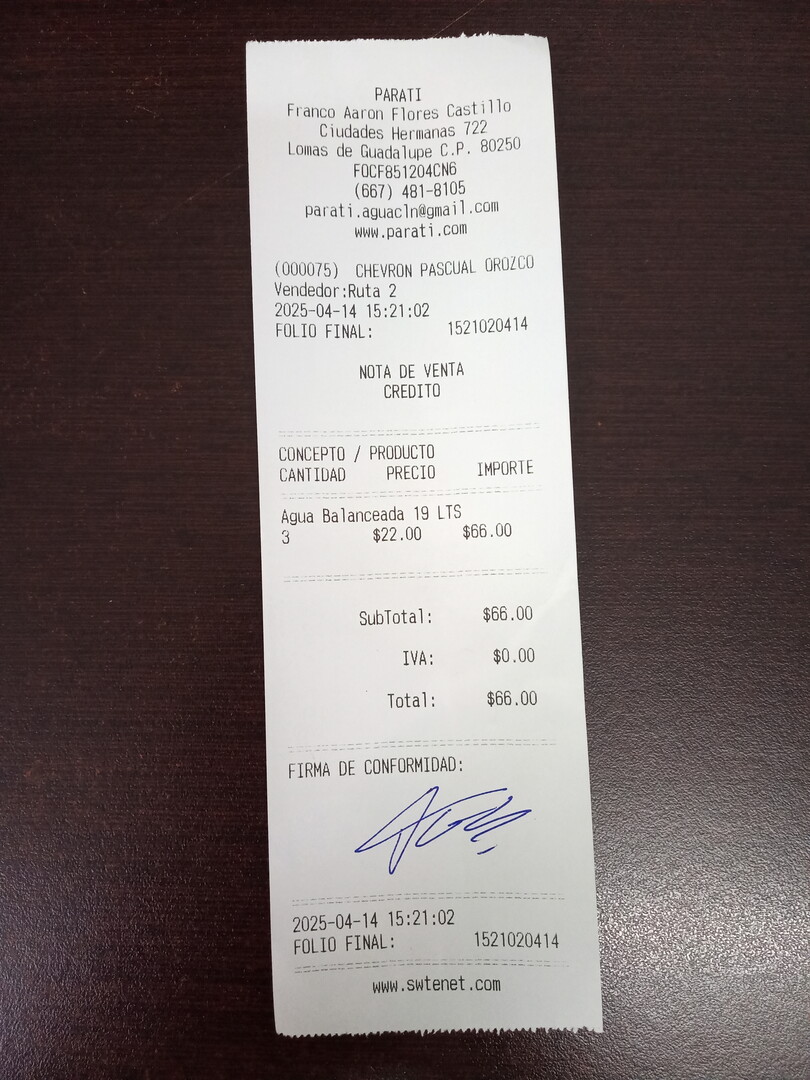 PARATI
Franco Aaron Flores Castillo
Ciudades Hermanas 722
Lomas de Guadalupe C.P. 80250
FOCF851204CN6
(667) 481-8105
parati.aguacln@gmail.com
www.parati.com
(000075) CHEVRON PASCUAL OROZCO
Vendedor:Ruta 2
2025-04-14 15:21:02
FOLIO FINAL: 1521020414
NOTA DE VENTA
CREDITO
CONCEPTO / PRODUCTO
CANTIDAD PRECIO IMPORTE
Agua Balanceada 19 LTS
3 $22.00 $66.00
SubTotal: $66.00
IVA: $0.00
Total: $66.00
FIRMA DE CONFORMIDAD:
2025-04-14 15:21:02
FOLIO FINAL: 1521020414
www.swtenet.com